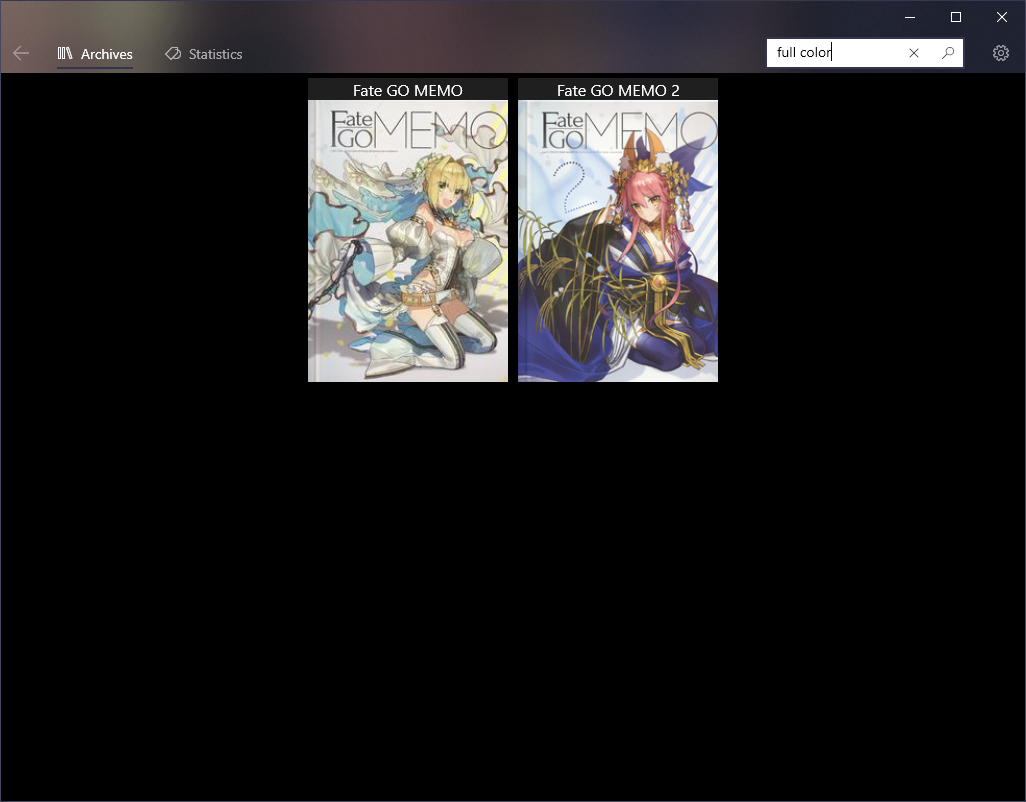 Archives
Statistics
full color
Fate GO MEMO
Fate GO MEMO 2
Fate
GO MEMO
Fate
GO MEMO
2